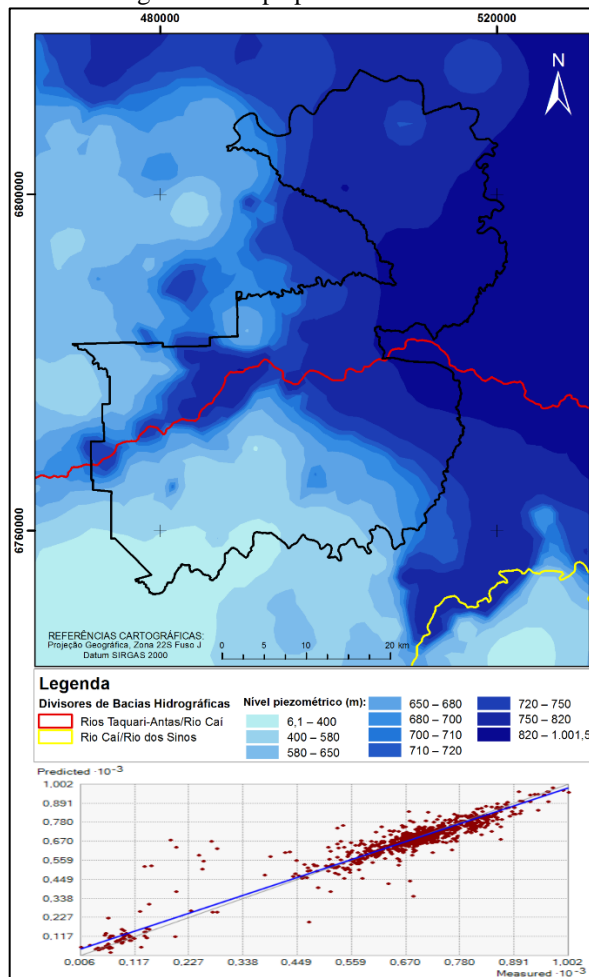 480000 520000
N
6800000
6760000
REFERÊNCIAS CARTOGRÁFICAS:
Projeção Geográfica, Zona 22S Fuso J
Datum SIRGAS 2000
0 5 10 20 km
Legenda
Divisores de Bacias Hidrográficas
Rios Taquari-Antas/Rio Caí
Rio Caí/Rio dos Sinos
Nível piezométrico (m):
6,1 – 400
400 – 580
580 – 650
650 – 680
680 – 700
700 – 710
710 – 720
720 – 750
750 – 820
820 – 1.001,5
Predicted ·10⁻³
1.002
0,891
0,780
0,670
0,559
0,449
0,338
0,227
0,117
0,006 0,117 0,227 0,338 0,449 0,559 0,670 0,780 0,891 1.002
Measured ·10⁻³